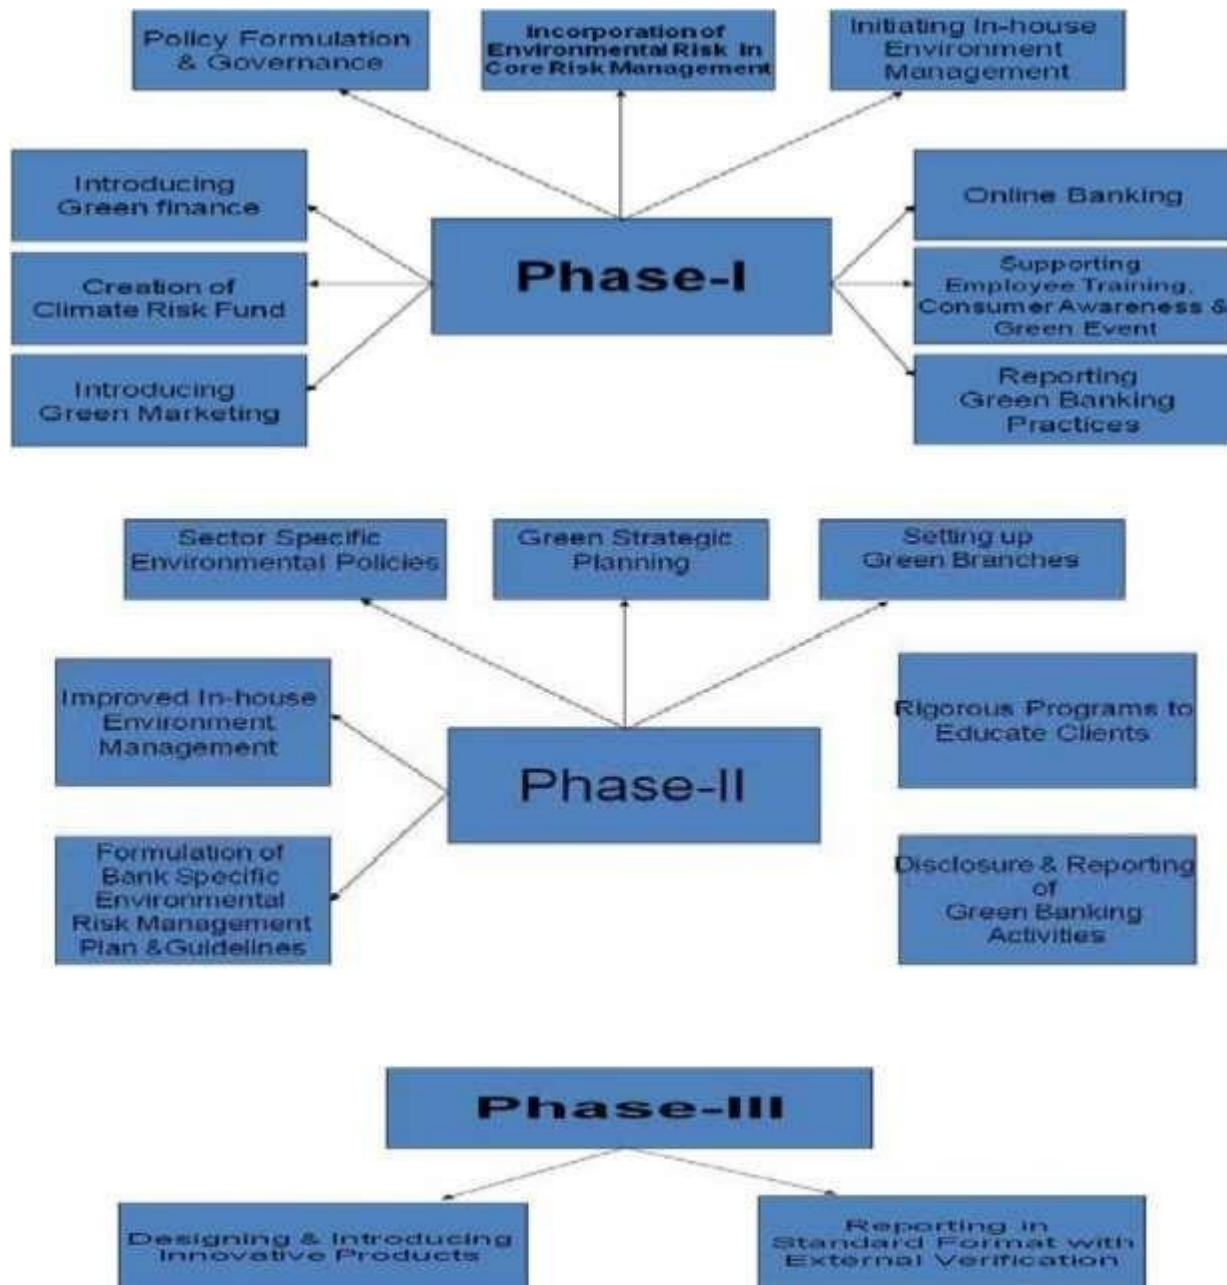 Policy Formulation
& Governance
Incorporation of
Environmental Risk In
Core Risk Management
Initiating In-house
Environment
Management
Introducing
Green finance
Creation of
Climate Risk Fund
Introducing
Green Marketing
Phase-I
Online Banking
Supporting
Employee Training,
Consumer Awareness &
Green Event
Reporting
Green Banking
Practices
Sector Specific
Environmental Policies
Green Strategic
Planning
Setting up
Green Branches
Improved In-house
Environment
Management
Formulation of
Bank Specific
Environmental
Risk Management
Plan &Guidelines
Phase-II
Rigorous Programs to
Educate Clients
Disclosure & Reporting
of
Green Banking
Activities
Phase-III
Designing & Introducing
Innovative Products
Reporting in
Standard Format with
External Verification